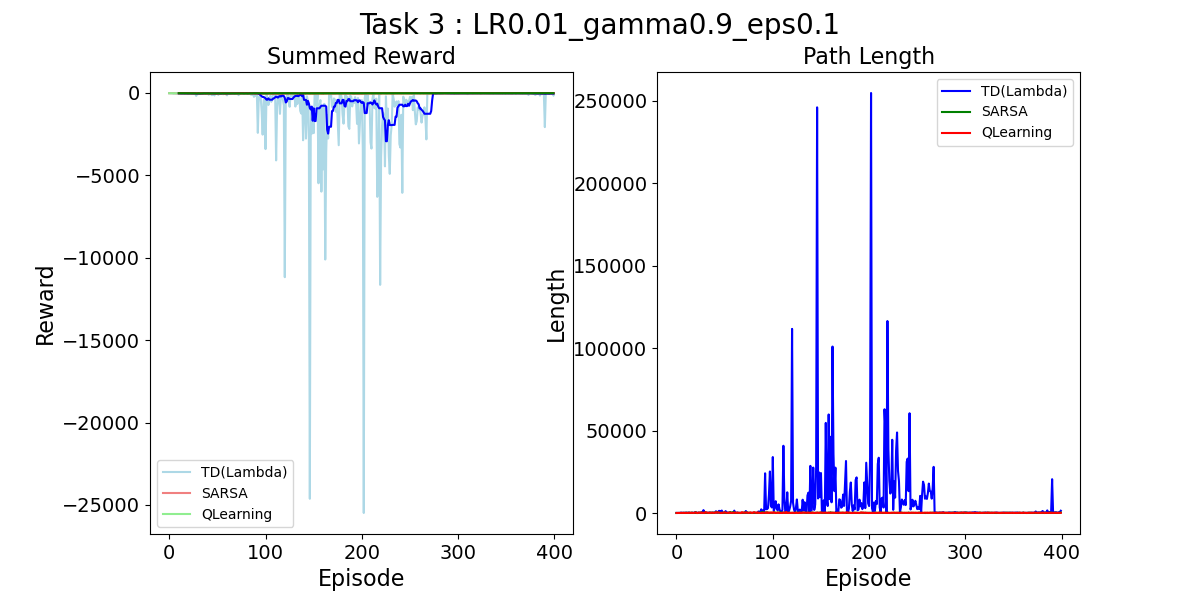 Task 3 : LR0.01_gamma0.9_eps0.1
Summed Reward
Reward
0
−5000
−10000
−15000
−20000
−25000
TD(Lambda)
SARSA
QLearning
0
100
200
300
400
Episode
Path Length
Length
250000
200000
150000
100000
50000
0
TD(Lambda)
SARSA
QLearning
0
100
200
300
400
Episode